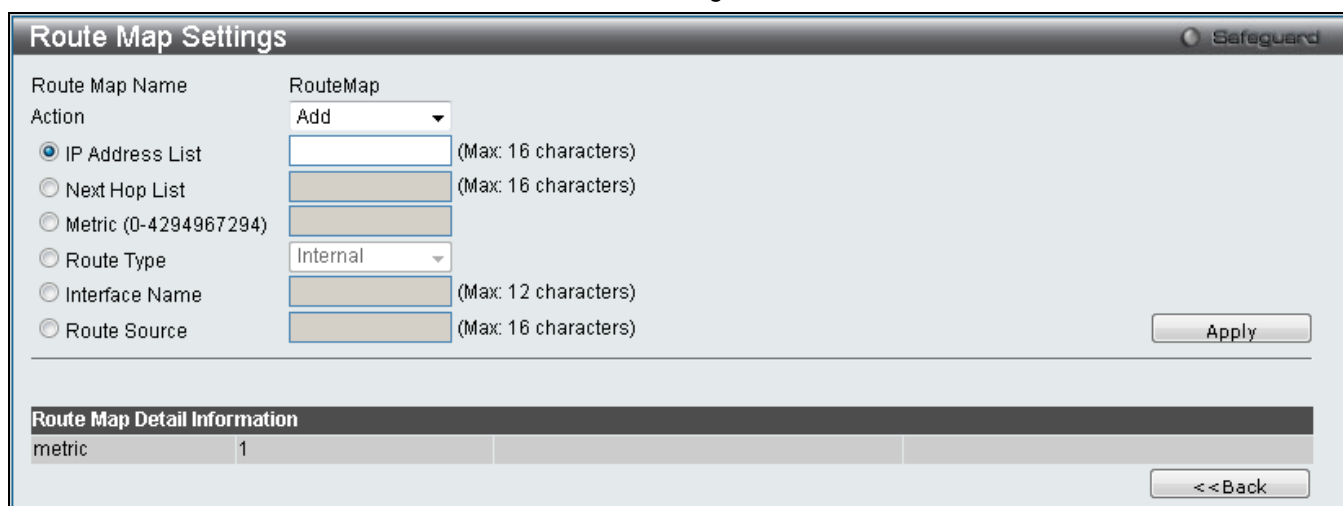 Route Map Settings Safeguard
Route Map Name RouteMap
Action Add
IP Address List (Max: 16 characters)
Next Hop List (Max: 16 characters)
Metric (0-4294967294)
Route Type Internal
Interface Name (Max: 12 characters)
Route Source (Max: 16 characters) Apply
Route Map Detail Information
metric 1
<<Back